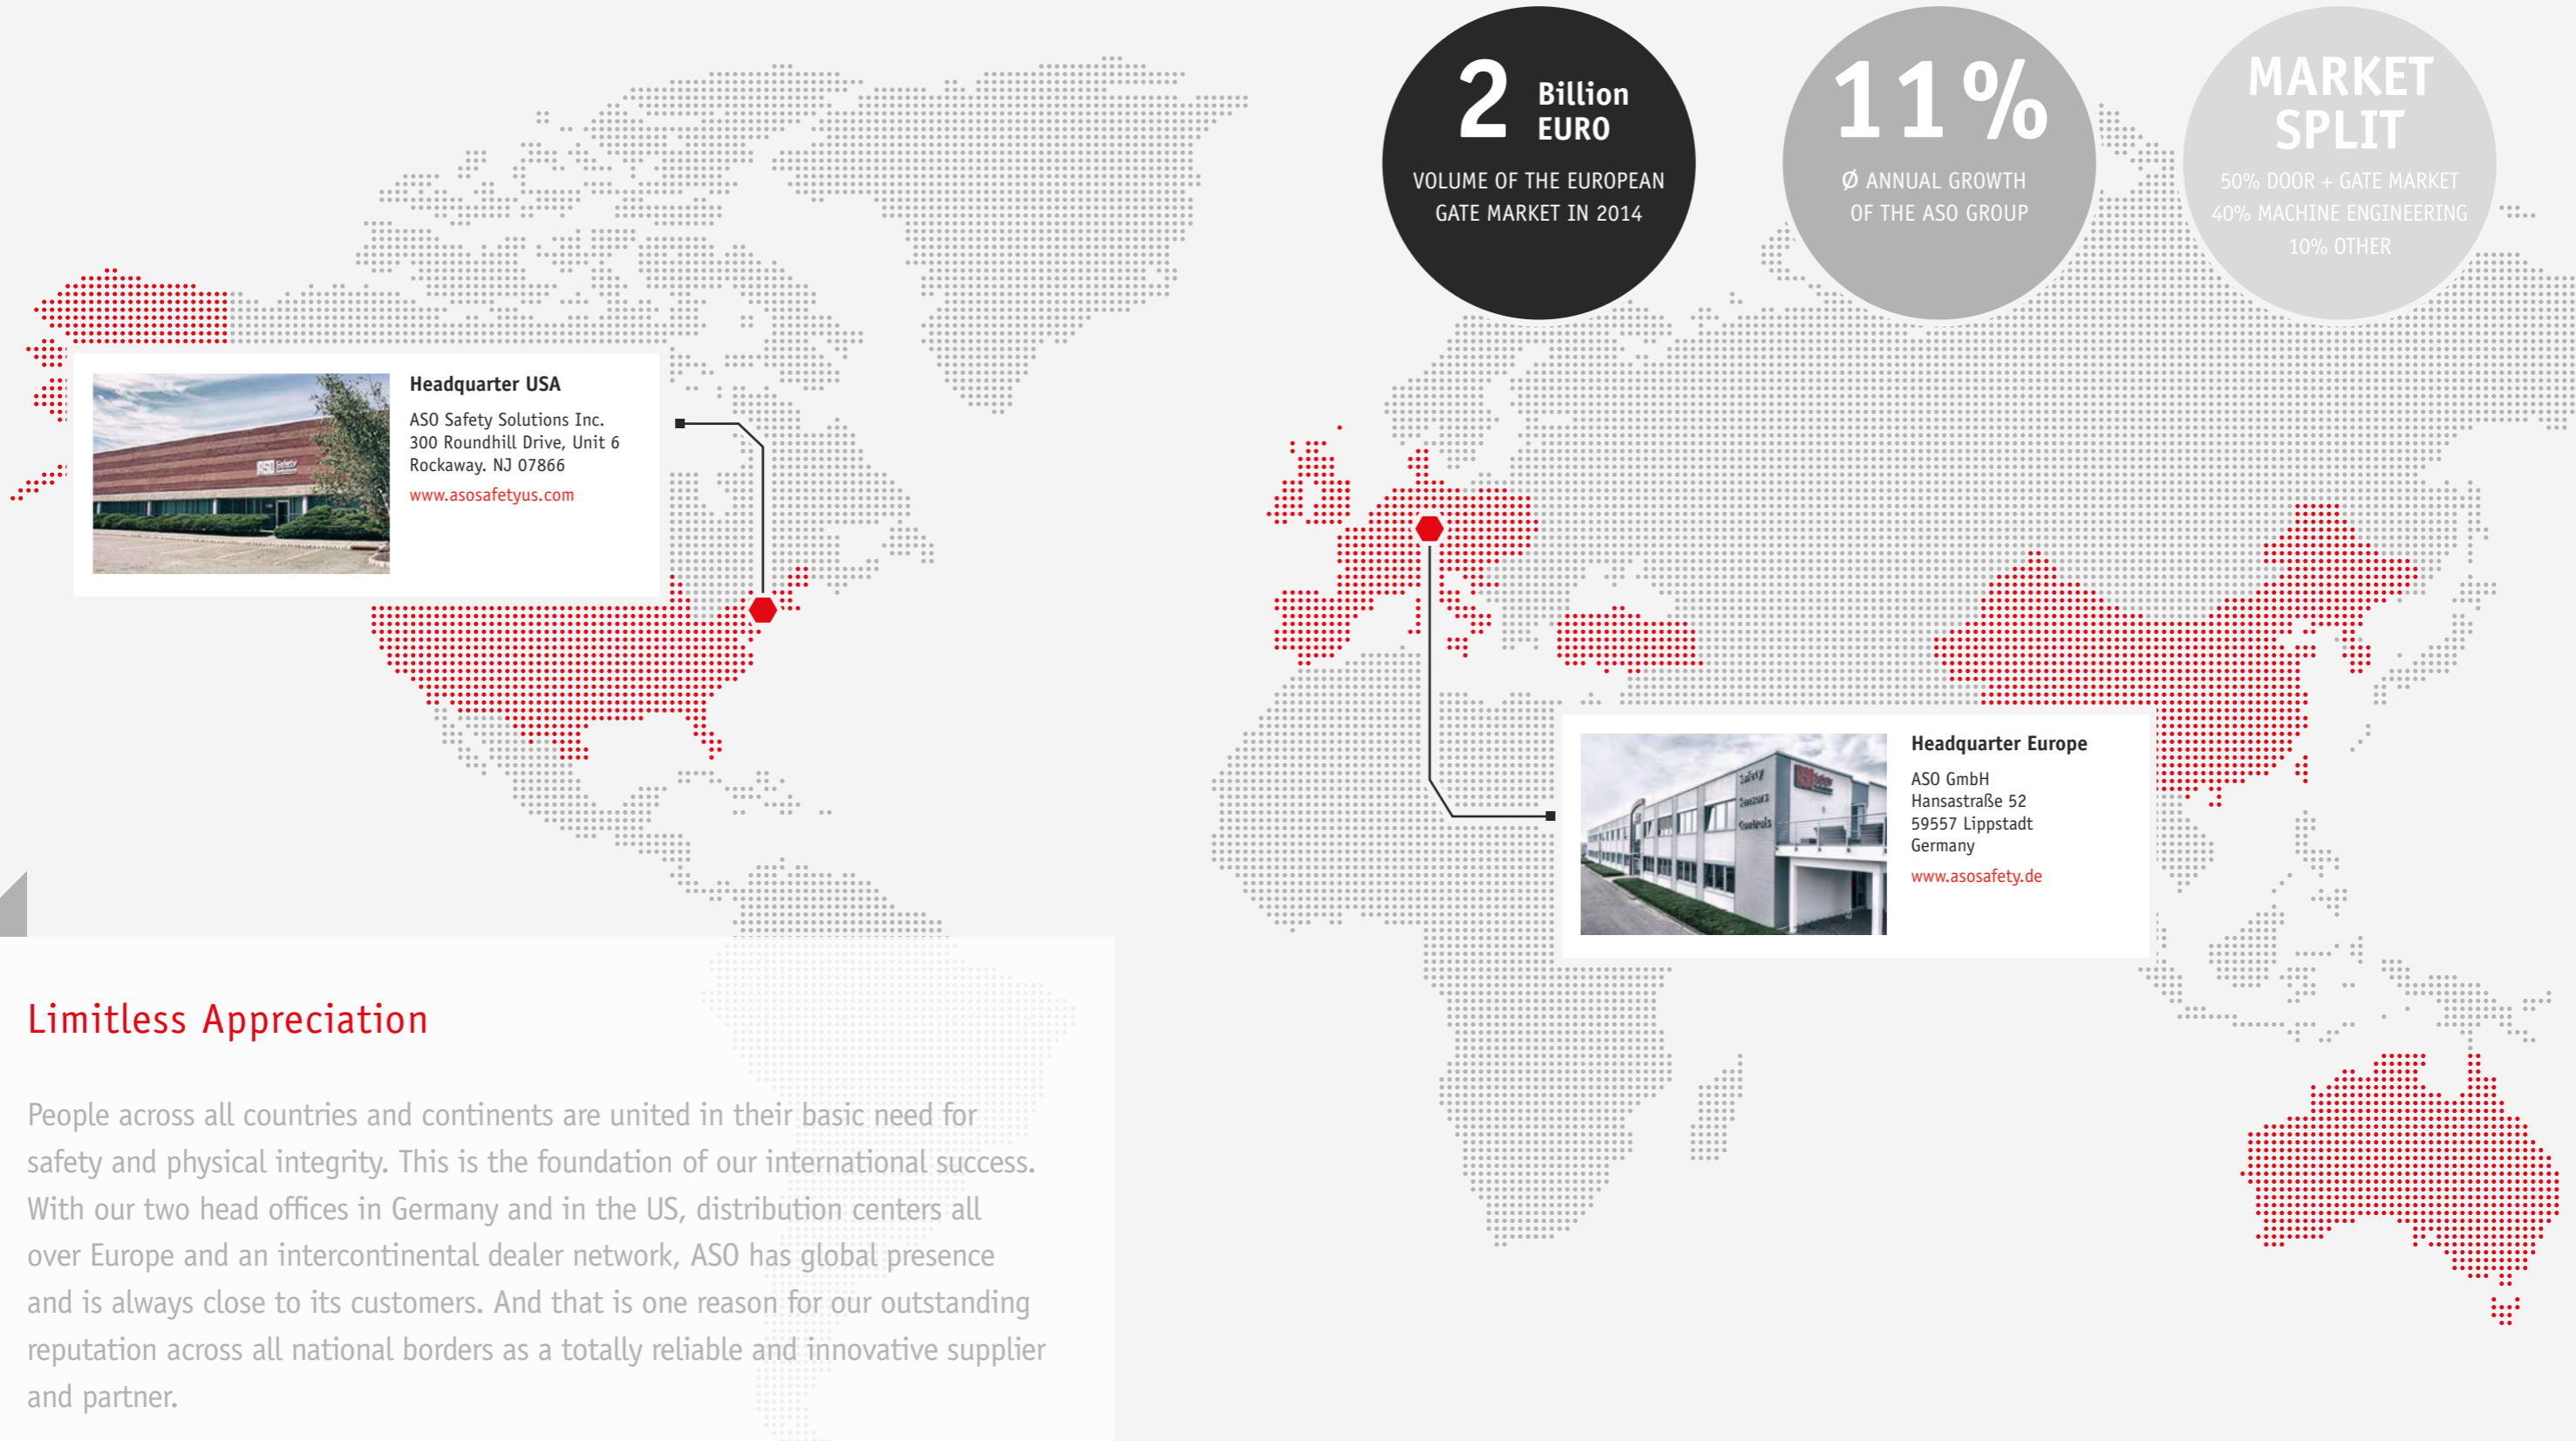 2 Billion
EURO
VOLUME OF THE EUROPEAN
GATE MARKET IN 2014
11%
Ø ANNUAL GROWTH
OF THE ASO GROUP
MARKET
SPLIT
50% DOOR + GATE MARKET
40% MACHINE ENGINEERING
10% OTHER
Headquarter USA
ASO Safety Solutions Inc.
300 Roundhill Drive, Unit 6
Rockaway. NJ 07866
www.asosafetyus.com
Safety
Headquarter Europe
ASO GmbH
Hansastraße 52
59557 Lippstadt
Germany
www.asosafety.de
Safety
Sensors
Controls
Limitless Appreciation
People across all countries and continents are united in their basic need for
safety and physical integrity. This is the foundation of our international success.
With our two head offices in Germany and in the US, distribution centers all
over Europe and an intercontinental dealer network, ASO has global presence
and is always close to its customers. And that is one reason for our outstanding
reputation across all national borders as a totally reliable and innovative supplier
and partner.